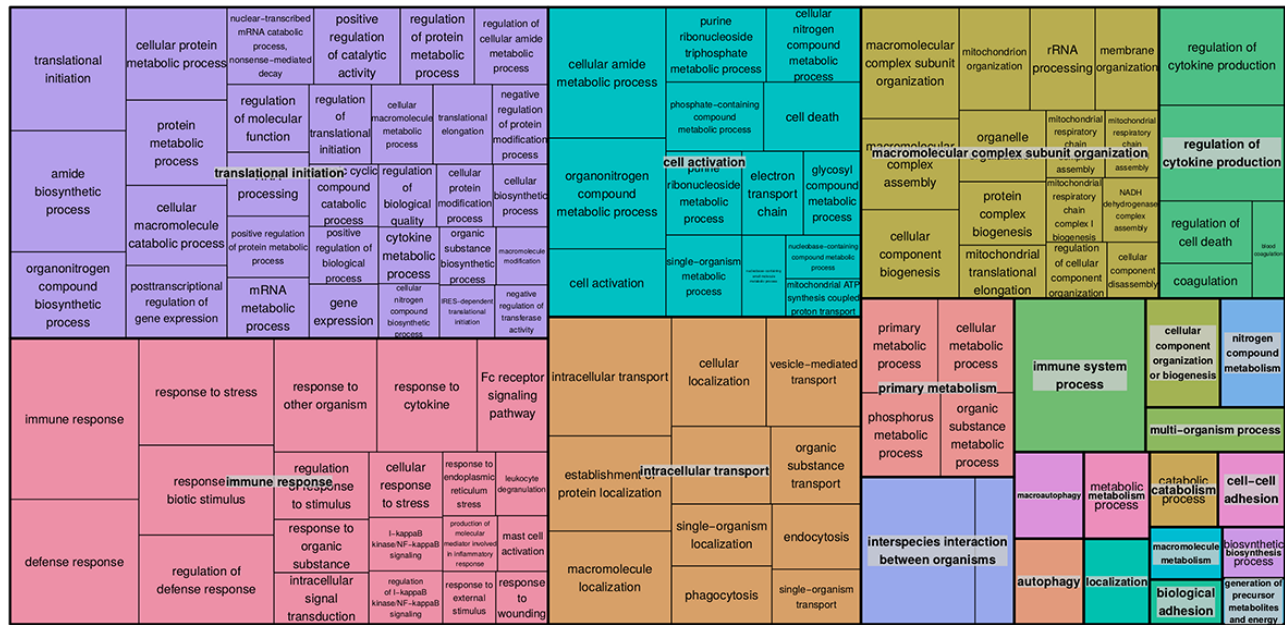 translational initiation
cellular protein
metabolic process
nuclear-transcribed
mRNA catabolic
process,
nonsense-mediated
decay
positive
regulation
of catalytic
activity
regulation
of protein
metabolic
process
regulation
of cellular amide
metabolic
process
amide
biosynthetic
process
protein
metabolic
process
regulation
of molecular
function
regulation
of
translational
initiation
cellular
macromolecule
metabolic
process
translational
elongation
negative
regulation
of protein
modification
process
translational initiation
cellular
macromolecule
catabolic process
processing
cyclic
compound
catabolic
process
regulation
of
biological
quality
cellular
protein
modification
process
cellular
biosynthetic
process
organonitrogen
compound
biosynthetic
process
posttranscriptional
regulation of
gene expression
positive regulation
of protein metabolic
process
positive
regulation of
biological
process
cytokine
metabolic
process
organic
substance
biosynthetic
process
macromolecule
modification
mRNA
metabolic
process
gene
expression
cellular
nitrogen
compound
biosynthetic
process
IRES-dependent
translational
initiation
negative
regulation of
transferase
activity
cellular amide
metabolic process
purine
ribonucleoside
triphosphate
metabolic process
cellular
nitrogen
compound
metabolic
process
phosphate-containing
compound
metabolic process
cell death
cell activation
organonitrogen
compound
metabolic process
purine
ribonucleoside
metabolic
process
electron
transport
chain
glycosyl
compound
metabolic
process
cell activation
single-organism
metabolic
process
nucleobase-containing
compound metabolic
process
mitochondrial ATP
synthesis coupled
proton transport
macromolecular
complex subunit
organization
mitochondrion
organization
rRNA
processing
membrane
organization
macromolecular
complex
assembly
organelle
mitochondrial
respiratory
chain
assembly
mitochondrial
respiratory
chain
assembly
macromolecular complex subunit organization
cellular
component
biogenesis
protein
complex
biogenesis
mitochondrial
respiratory
chain
complex I
biogenesis
NADH
dehydrogenase
complex
assembly
mitochondrial
translational
elongation
regulation
of cellular
component
organization
cellular
component
disassembly
regulation of
cytokine production
regulation of
cytokine production
regulation of
cell death
blood
coagulation
coagulation
immune response
response to stress
response to
other organism
response to
cytokine
Fc receptor
signaling
pathway
response
biotic stimulus
immune response
regulation
of response
to stimulus
cellular
response
to stress
response to
endoplasmic
reticulum
stress
leukocyte
degranulation
defense response
regulation of
defense response
response to
organic
substance
I-kappaB
kinase/NF-kappaB
signaling
production of
molecular
mediator involved
in inflammatory
response
mast cell
activation
intracellular
signal
transduction
regulation
of I-kappaB
kinase/NF-kappaB
signaling
response to
external
stimulus
response
to
wounding
intracellular transport
cellular
localization
vesicle-mediated
transport
establishment of
protein localization
intracellular transport
organic
substance
transport
macromolecule
localization
single-organism
localization
endocytosis
phagocytosis
single-organism
transport
primary
metabolic
process
cellular
metabolic
process
primary metabolism
phosphorus
metabolic
process
organic
substance
metabolic
process
immune system
process
cellular
component
organization
or biogenesis
nitrogen
compound
metabolism
multi-organism process
interspecies interaction
between organisms
macroautophagy
metabolic
metabolism
process
catabolic
catabolism
process
cell-cell
adhesion
autophagy
localization
macromolecule
metabolism
biosynthetic
biosynthesis
process
biological
adhesion
generation of
precursor
metabolites
and energy